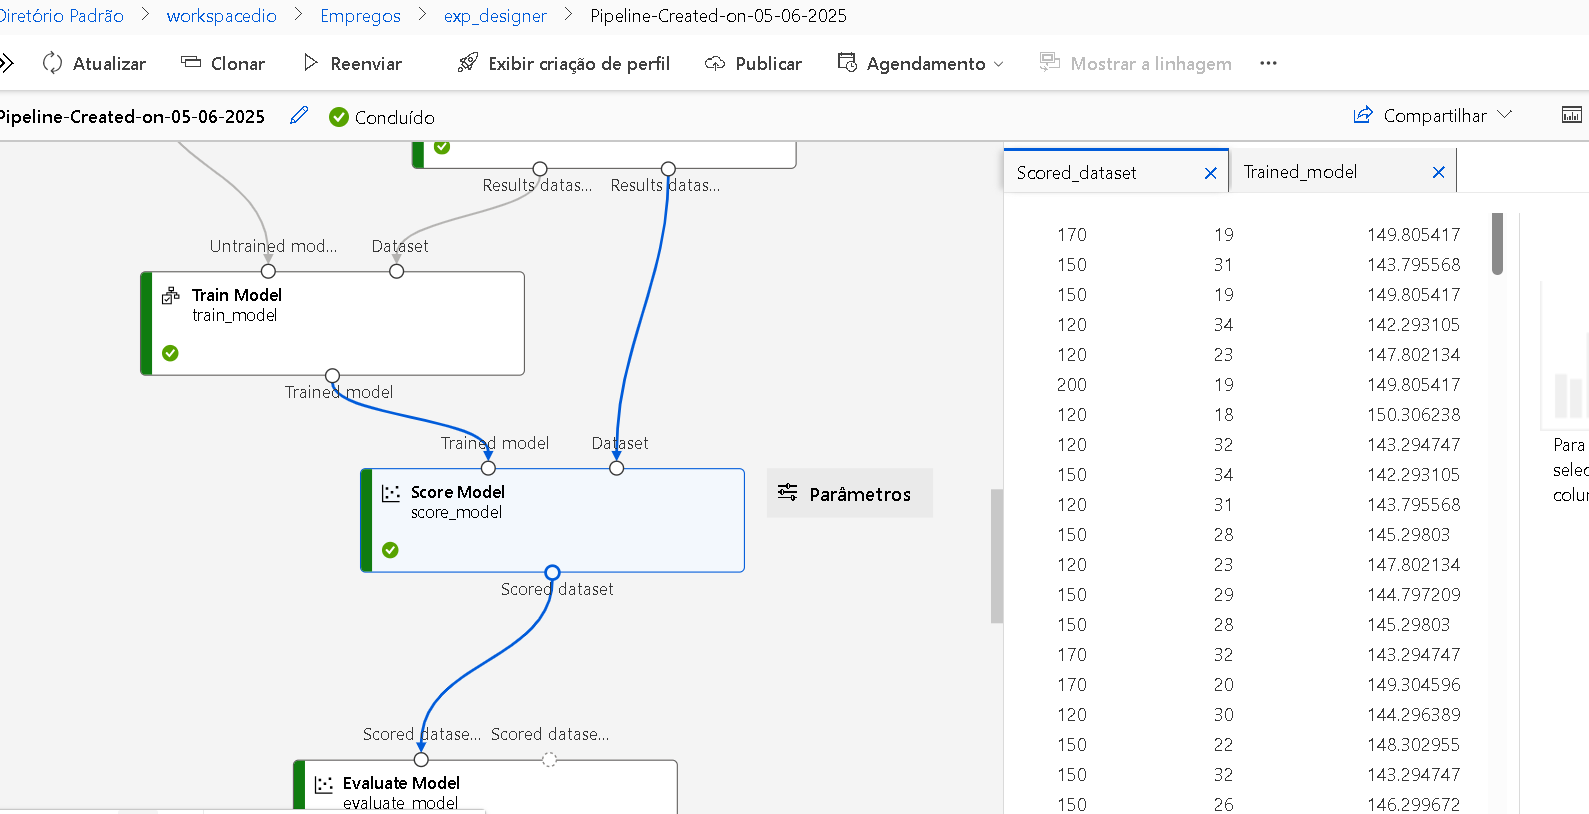 Diretório Padrão > workspacedio > Empregos > exp_designer > Pipeline-Created-on-05-06-2025
Atualizar Clonar Reenviar Exibir criação de perfil Publicar Agendamento Mostrar a linhagem ...
Pipeline-Created-on-05-06-2025 Concluído Compartilhar
Results datas... Results datas...
Untrained mod... Dataset
Train Model
train_model
Trained model
Trained model Dataset
Score Model
score_model
Parâmetros
Scored dataset
Scored datase... Scored datase...
Evaluate Model
evaluate_model
Scored_dataset Trained_model
170 19 149.805417
150 31 143.795568
150 19 149.805417
120 34 142.293105
120 23 147.802134
200 19 149.805417
120 18 150.306238
120 32 143.294747
150 34 142.293105
120 31 143.795568
150 28 145.29803
120 23 147.802134
150 29 144.797209
150 28 145.29803
170 32 143.294747
170 20 149.304596
120 30 144.296389
150 22 148.302955
150 32 143.294747
150 26 146.299672
Para
selec
colun